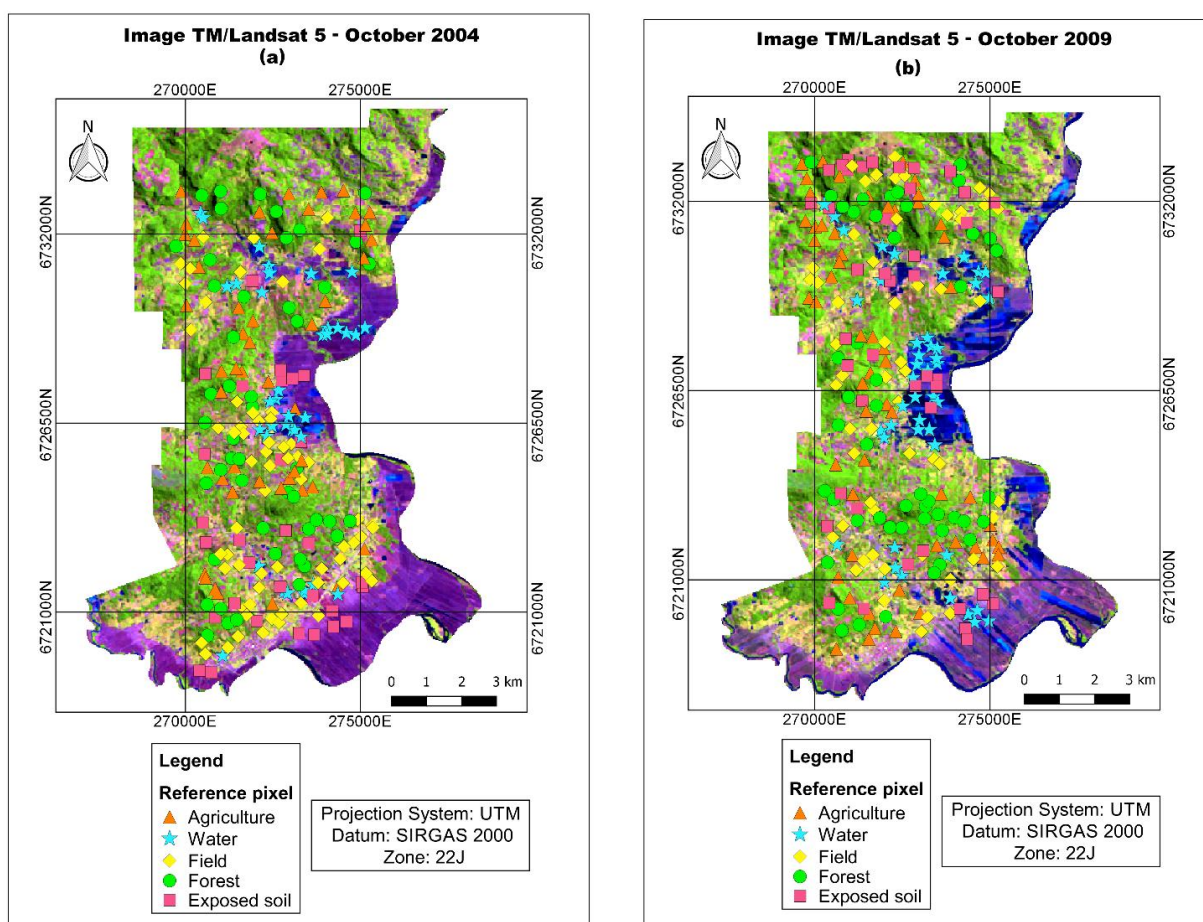 Image TM/Landsat 5 - October 2004
(a)
270000E
275000E
N
6732000N
6732000N
6726500N
6726500N
6721000N
6721000N
0 1 2 3 km
270000E
275000E
Legend
Reference pixel
Agriculture
Water
Field
Forest
Exposed soil
Projection System: UTM
Datum: SIRGAS 2000
Zone: 22J
Image TM/Landsat 5 - October 2009
(b)
270000E
275000E
N
6732000N
6732000N
6726500N
6726500N
6721000N
6721000N
0 1 2 3 km
270000E
275000E
Legend
Reference pixel
Agriculture
Water
Field
Forest
Exposed soil
Projection System: UTM
Datum: SIRGAS 2000
Zone: 22J